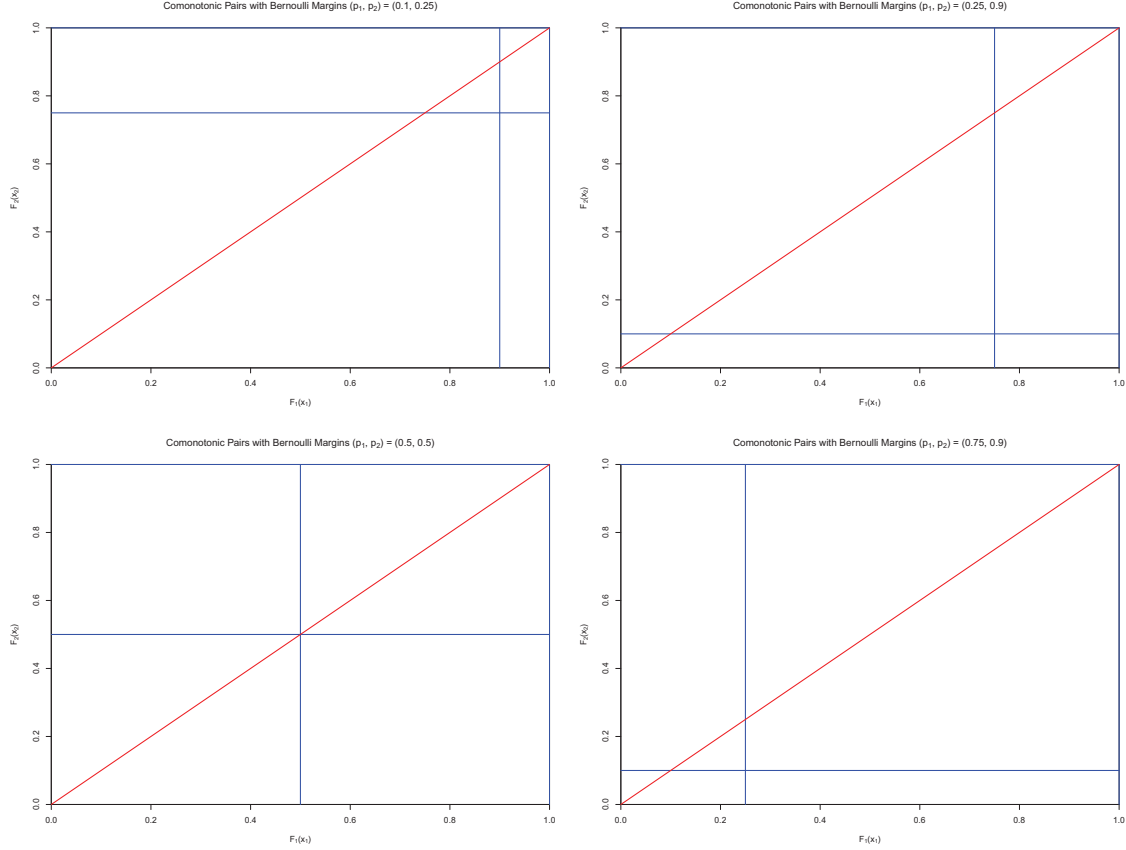 Comonotonic Pairs with Bernoulli Margins (p₁, p₂) = (0.1, 0.25)
1.0
0.8
0.6
0.4
0.2
0.0
F₂(x₂)
0.0 0.2 0.4 0.6 0.8 1.0
F₁(x₁)
Comonotonic Pairs with Bernoulli Margins (p₁, p₂) = (0.25, 0.9)
1.0
0.8
0.6
0.4
0.2
0.0
F₂(x₂)
0.0 0.2 0.4 0.6 0.8 1.0
F₁(x₁)
Comonotonic Pairs with Bernoulli Margins (p₁, p₂) = (0.5, 0.5)
1.0
0.8
0.6
0.4
0.2
0.0
F₂(x₂)
0.0 0.2 0.4 0.6 0.8 1.0
F₁(x₁)
Comonotonic Pairs with Bernoulli Margins (p₁, p₂) = (0.75, 0.9)
1.0
0.8
0.6
0.4
0.2
0.0
F₂(x₂)
0.0 0.2 0.4 0.6 0.8 1.0
F₁(x₁)